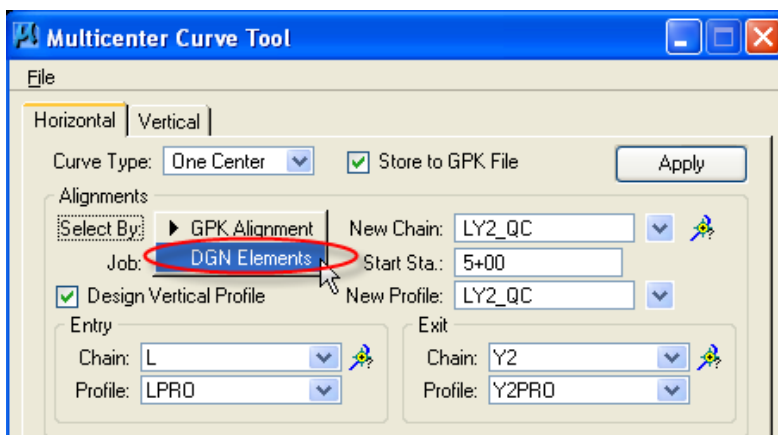 Multicenter Curve Tool
File
Horizontal Vertical
Curve Type: One Center Store to GPK File Apply
Alignments
Select By: GPK Alignment New Chain: LY2_QC
Job: DGN Elements Start Sta.: 5+00
Design Vertical Profile New Profile: LY2_QC
Entry Exit
Chain: L Chain: Y2
Profile: LPRO Profile: Y2PRO